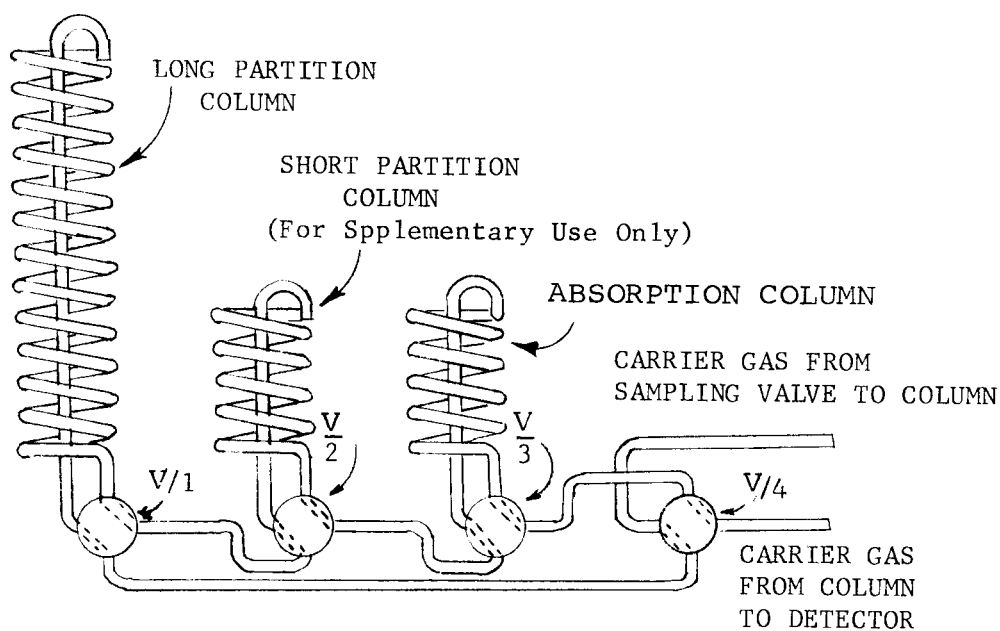 LONG PARTITION
COLUMN
SHORT PARTITION
COLUMN
(For Spplementary Use Only)
ABSORPTION COLUMN
CARRIER GAS FROM
SAMPLING VALVE TO COLUMN
V/1
V/2
V/3
V/4
CARRIER GAS
FROM COLUMN
TO DETECTOR